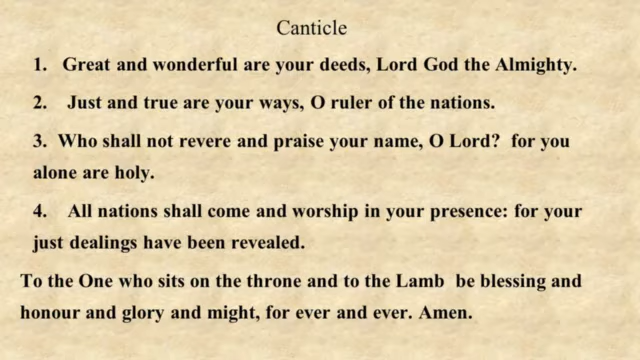 Canticle
1. Great and wonderful are your deeds, Lord God the Almighty.
2. Just and true are your ways, O ruler of the nations.
3. Who shall not revere and praise your name, O Lord? for you
alone are holy.
4. All nations shall come and worship in your presence: for your
just dealings have been revealed.
To the One who sits on the throne and to the Lamb be blessing and
honour and glory and might, for ever and ever. Amen.